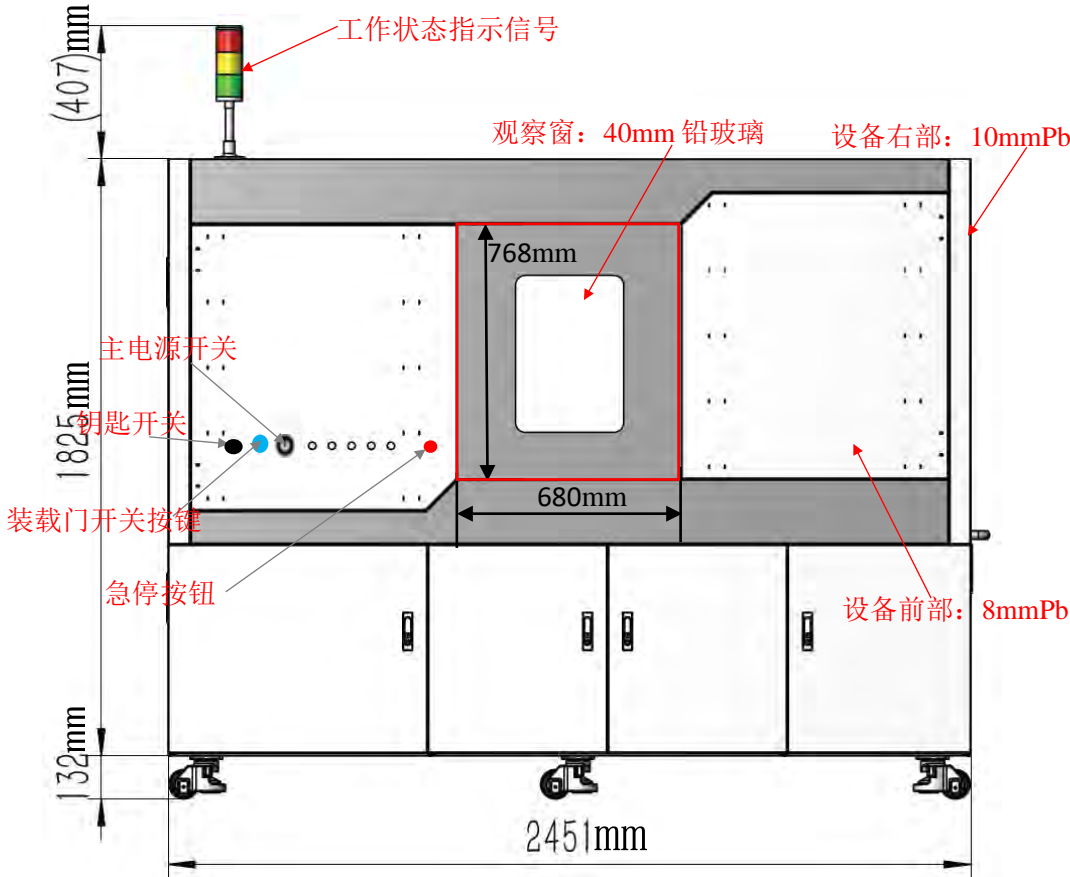 工作状态指示信号
(407)mm
观察窗：40mm 铅玻璃
设备右部：10mmPb
768mm
主电源开关
1825mm
钥匙开关
680mm
装载门开关按键
急停按钮
设备前部：8mmPb
132mm
2451mm